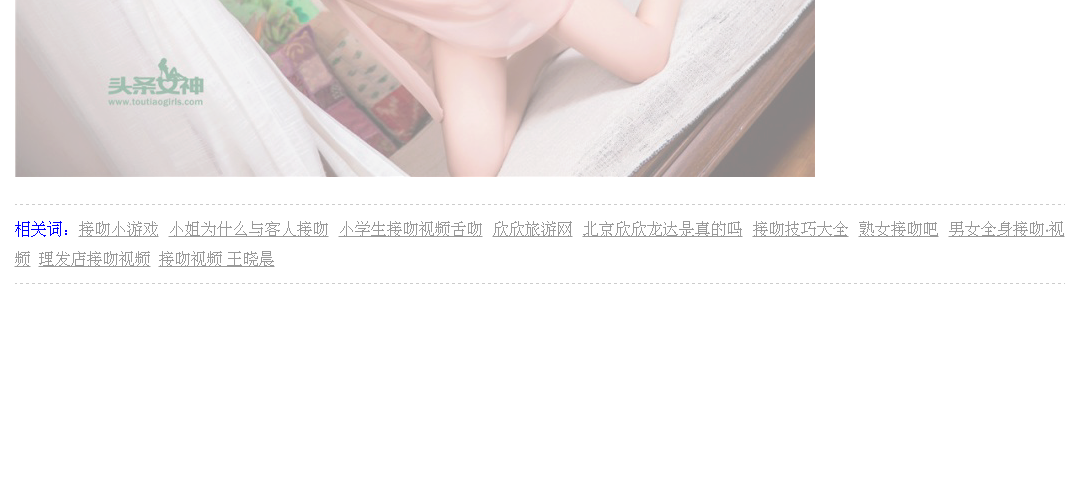 头条女神
www.toutiaogirls.com
相关词：接吻小游戏 小姐为什么与客人接吻 小学生接吻视频舌吻 欣欣旅游网 北京欣欣龙达是真的吗 接吻技巧大全 熟女接吻吧 男女全身接吻·视
频 理发店接吻视频 接吻视频 王晓晨